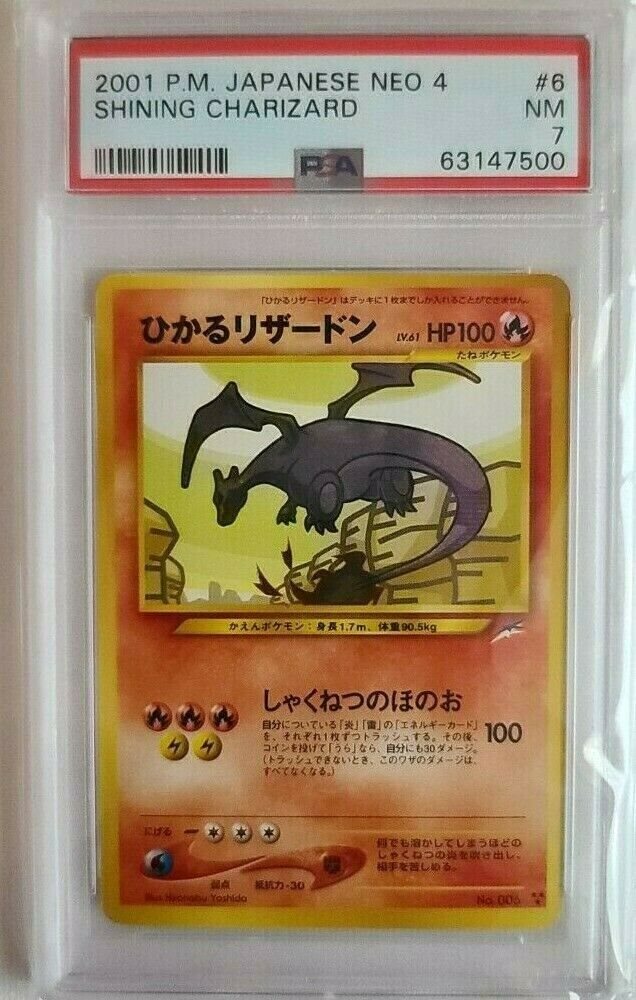 2001 P.M. JAPANESE NEO 4 #6
SHINING CHARIZARD NM
7
PSA 63147500
「ひかるリザードン」はデッキに1枚までしか入れることができません。
ひかるリザードン LV.61 HP100
たねポケモン
かえんポケモン：身長1.7m、体重90.5kg
しゃくねつのほのお
自分についている「炎」「雷」の「エネルギーカード」
を、それぞれ1枚ずつトラッシュする。その後、
コインを投げて「うら」なら、自分にも30ダメージ。
（トラッシュできないとき、このワザのダメージは、
すべてなくなる。）
100
にげる
弱点 抵抗力-30
何でも溶かしてしまうほどの
しゃくねつの炎を吹き出し、
相手を苦しめる。
Illus. Hironobu Yoshida
No. 006